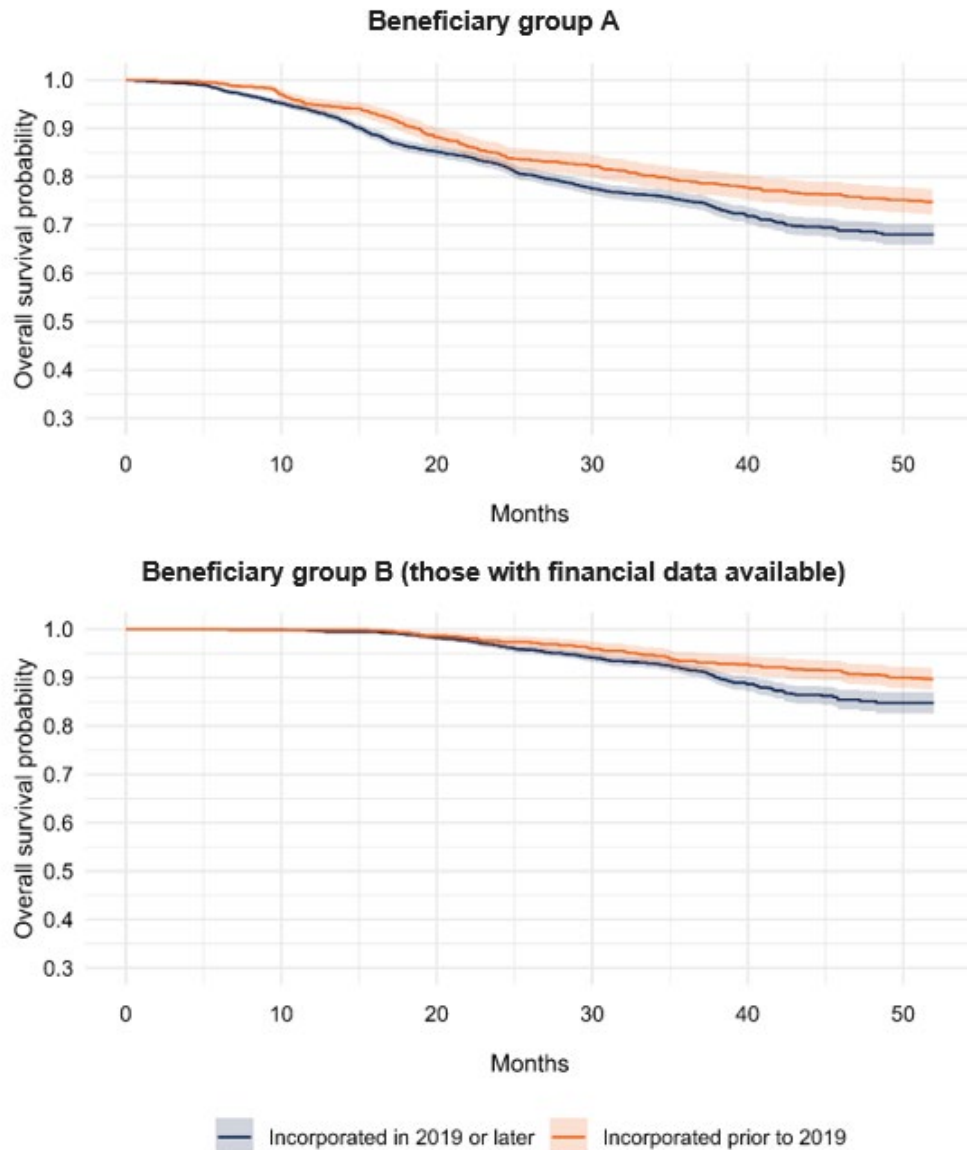 Beneficiary group A
Overall survival probability
1.0
0.9
0.8
0.7
0.6
0.5
0.4
0.3
0 10 20 30 40 50
Months
Beneficiary group B (those with financial data available)
Overall survival probability
1.0
0.9
0.8
0.7
0.6
0.5
0.4
0.3
0 10 20 30 40 50
Months
Incorporated in 2019 or later Incorporated prior to 2019